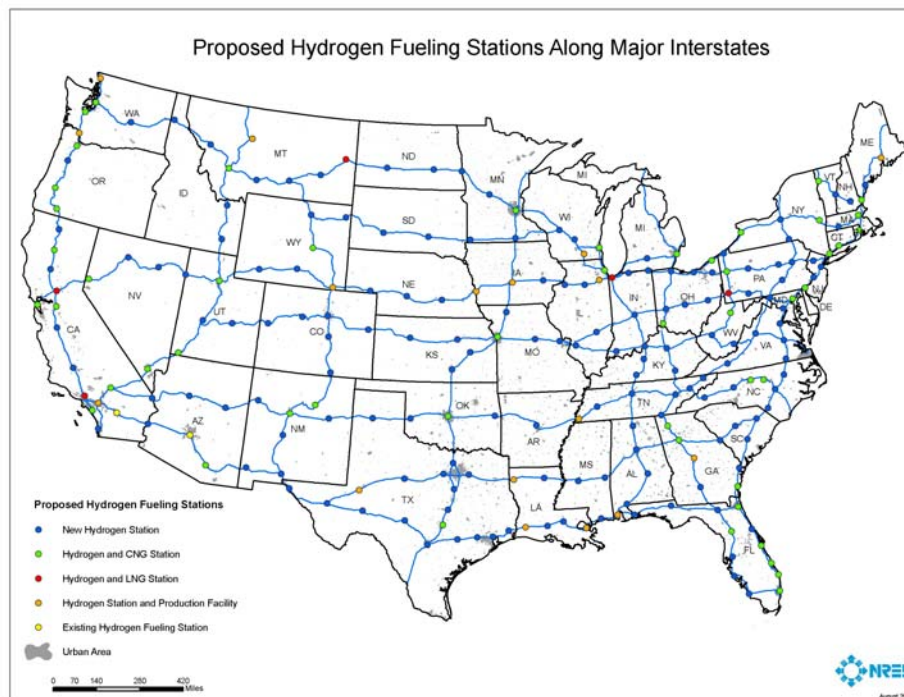 Proposed Hydrogen Fueling Stations Along Major Interstates
WA
MT
ND
MN
MI
ME
VT
NH
OR
ID
SD
WI
NY
MA
WY
MI
CT
IA
PA
NE
NJ
NV
IL
IN
OH
MD
DE
UT
CO
WV
CA
KS
MO
VA
KY
NC
TN
OK
AZ
NM
AR
SC
MS
AL
GA
TX
LA
FL
Proposed Hydrogen Fueling Stations
New Hydrogen Station
Hydrogen and CNG Station
Hydrogen and LNG Station
Hydrogen Station and Production Facility
Existing Hydrogen Fueling Station
Urban Area
0 70 140 280 420
Miles